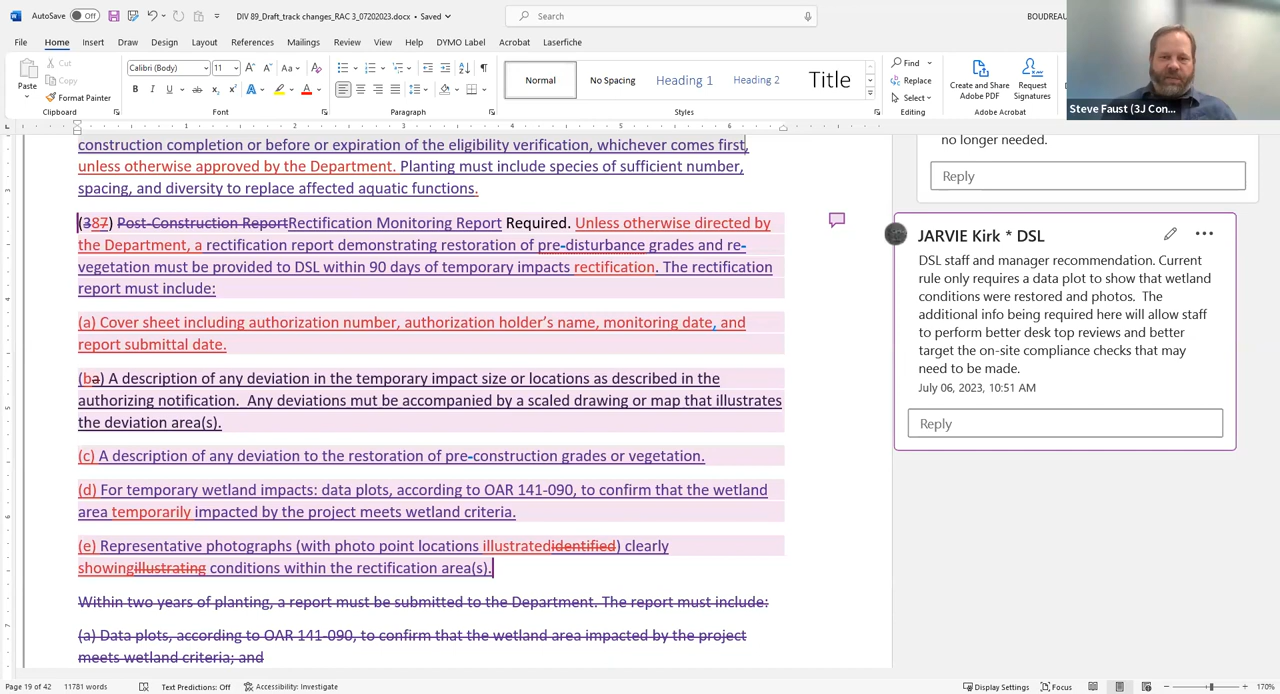 AutoSave Off DIV 89_Draft_track changes_RAC 3_07202023.docx • Saved Search BOUDREAU
File Home Insert Draw Design Layout References Mailings Review View Help DYMO Label Acrobat Laserfiche
Paste Cut Copy Format Painter Clipboard
Calibri (Body) 11 Font
Paragraph
Normal No Spacing Heading 1 Heading 2 Title Styles
Find Replace Select Editing
Create and Share Adobe PDF Request Signatures Adobe Acrobat
Steve Faust (3J Con...
construction completion or before or expiration of the eligibility verification, whichever comes first,
unless otherwise approved by the Department. Planting must include species of sufficient number,
spacing, and diversity to replace affected aquatic functions.
(387) Post-Construction ReportRectification Monitoring Report Required. Unless otherwise directed by
the Department, a rectification report demonstrating restoration of pre-disturbance grades and re-
vegetation must be provided to DSL within 90 days of temporary impacts rectification. The rectification
report must include:
(a) Cover sheet including authorization number, authorization holder’s name, monitoring date, and
report submittal date.
(ba) A description of any deviation in the temporary impact size or locations as described in the
authorizing notification. Any deviations mut be accompanied by a scaled drawing or map that illustrates
the deviation area(s).
(c) A description of any deviation to the restoration of pre-construction grades or vegetation.
(d) For temporary wetland impacts: data plots, according to OAR 141-090, to confirm that the wetland
area temporarily impacted by the project meets wetland criteria.
(e) Representative photographs (with photo point locations illustratedidentified) clearly
showingillustrating conditions within the rectification area(s).
Within two years of planting, a report must be submitted to the Department. The report must include:
(a) Data plots, according to OAR 141-090, to confirm that the wetland area impacted by the project
meets wetland criteria; and
no longer needed.
Reply
JARVIE Kirk * DSL
DSL staff and manager recommendation. Current
rule only requires a data plot to show that wetland
conditions were restored and photos. The
additional info being required here will allow staff
to perform better desk top reviews and better
target the on-site compliance checks that may
need to be made.
July 06, 2023, 10:51 AM
Reply
Page 19 of 42 11781 words Text Predictions: Off Accessibility: Investigate Display Settings Focus 170%